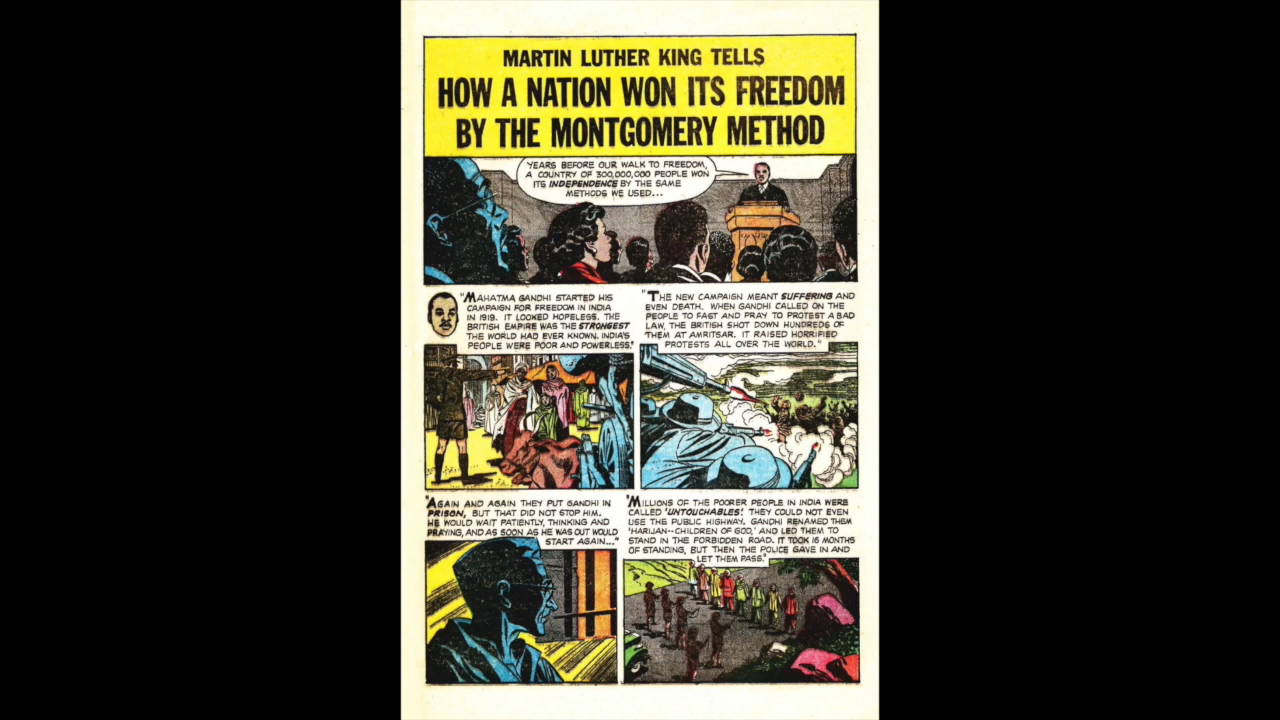 MARTIN LUTHER KING TELLS
HOW A NATION WON ITS FREEDOM
BY THE MONTGOMERY METHOD
YEARS BEFORE OUR WALK TO FREEDOM,
A COUNTRY OF 300,000,000 PEOPLE WON
ITS INDEPENDENCE BY THE SAME
METHODS WE USED...
"MAHATMA GANDHI STARTED HIS
CAMPAIGN FOR FREEDOM IN INDIA
IN 1919. IT LOOKED HOPELESS. THE
BRITISH EMPIRE WAS THE STRONGEST
THE WORLD HAD EVER KNOWN. INDIA'S
PEOPLE WERE POOR AND POWERLESS."
"THE NEW CAMPAIGN MEANT SUFFERING AND
EVEN DEATH. WHEN GANDHI CALLED ON THE
PEOPLE TO FAST AND PRAY TO PROTEST A BAD
LAW, THE BRITISH SHOT DOWN HUNDREDS OF
THEM AT AMRITSAR. IT RAISED HORRIFIED
PROTESTS ALL OVER THE WORLD."
"AGAIN AND AGAIN THEY PUT GANDHI IN
PRISON, BUT THAT DID NOT STOP HIM.
HE WOULD WAIT PATIENTLY, THINKING AND
PRAYING, AND AS SOON AS HE WAS OUT WOULD
START AGAIN..."
"MILLIONS OF THE POORER PEOPLE IN INDIA WERE
CALLED 'UNTOUCHABLES'. THEY COULD NOT EVEN
USE THE PUBLIC HIGHWAY. GANDHI RENAMED THEM
'HARIJAN--CHILDREN OF GOD,' AND LED THEM TO
STAND IN THE FORBIDDEN ROAD. IT TOOK 16 MONTHS
OF STANDING, BUT THEN THE POLICE GAVE IN AND
LET THEM PASS."